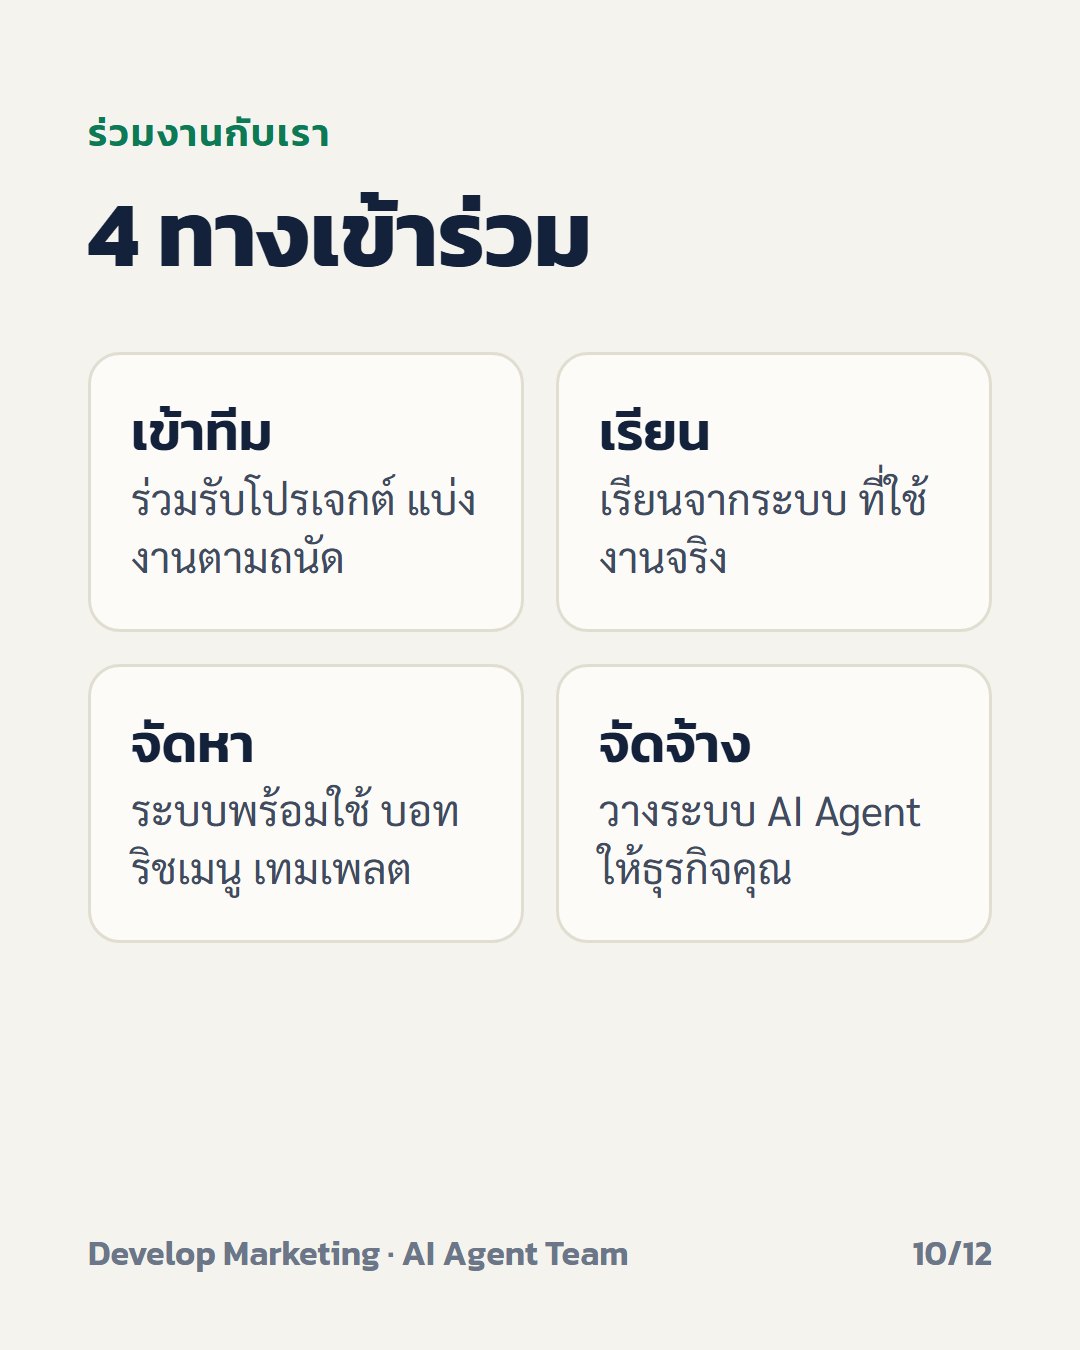 ร่วมงานกับเรา
4 ทางเข้าร่วม
เข้าทีม
ร่วมรับโปรเจกต์ แบ่ง
งานตามถนัด
เรียน
เรียนจากระบบ ที่ใช้
งานจริง
จัดหา
ระบบพร้อมใช้ บอท
ริชเมนู เทมเพลต
จัดจ้าง
วางระบบ AI Agent
ให้ธุรกิจคุณ
Develop Marketing · AI Agent Team
10/12